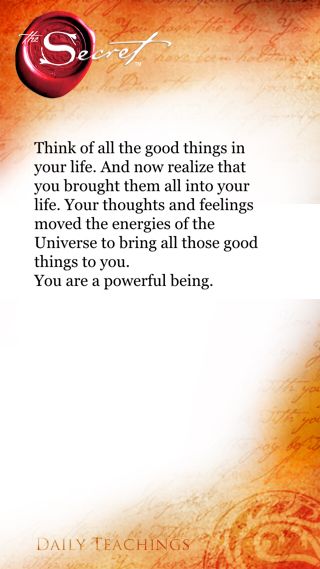 the Secret™
Think of all the good things in
your life. And now realize that
you brought them all into your
life. Your thoughts and feelings
moved the energies of the
Universe to bring all those good
things to you.
You are a powerful being.
Daily Teachings